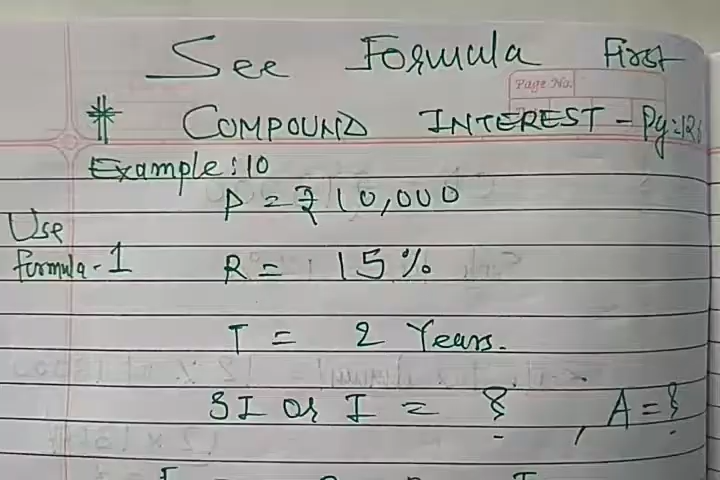 See Formula First
Page No.
* COMPOUND INTEREST - Pg:12
Example:10
P = ₹ 10,000
Use
formula - 1
R = 15%
T = 2 Years.
SI or I = ? , A = ?